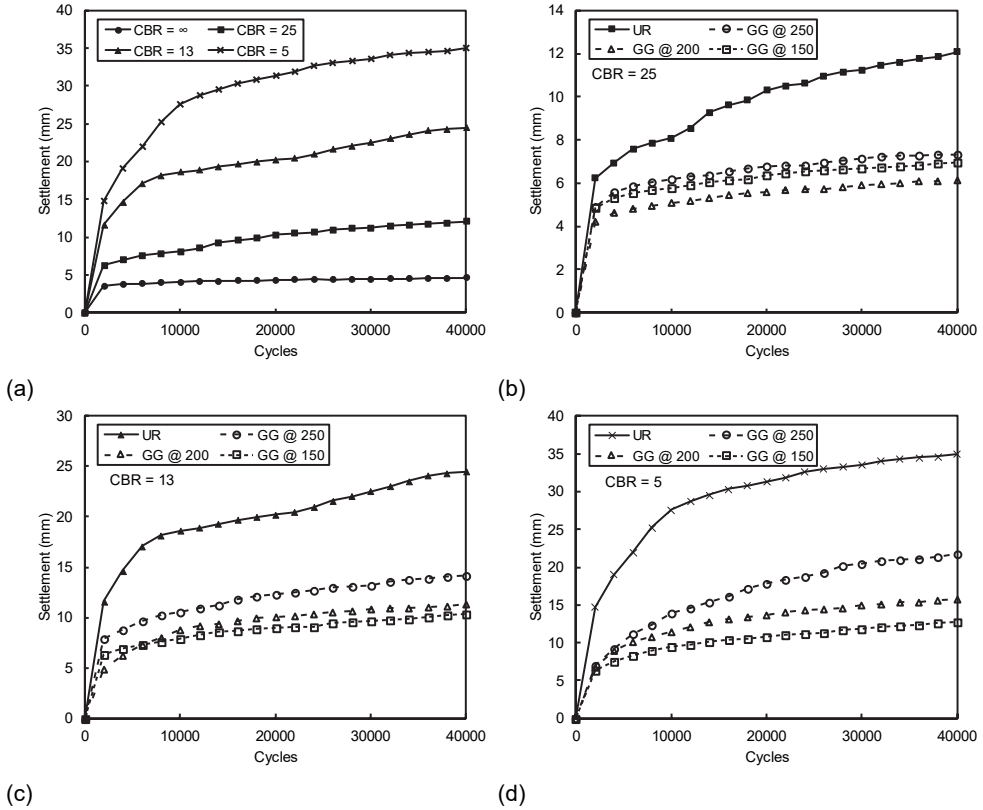 CBR = ∞ CBR = 25
CBR = 13 CBR = 5
40
35
30
25
20
15
10
5
0
Settlement (mm)
0 10000 20000 30000 40000
Cycles
(a)
UR GG @ 250
GG @ 200 GG @ 150
CBR = 25
14
12
10
8
6
4
2
0
Settlement (mm)
0 10000 20000 30000 40000
Cycles
(b)
UR GG @ 250
GG @ 200 GG @ 150
CBR = 13
30
25
20
15
10
5
0
Settlement (mm)
0 10000 20000 30000 40000
Cycles
(c)
UR GG @ 250
GG @ 200 GG @ 150
CBR = 5
40
35
30
25
20
15
10
5
0
Settlement (mm)
0 10000 20000 30000 40000
Cycles
(d)